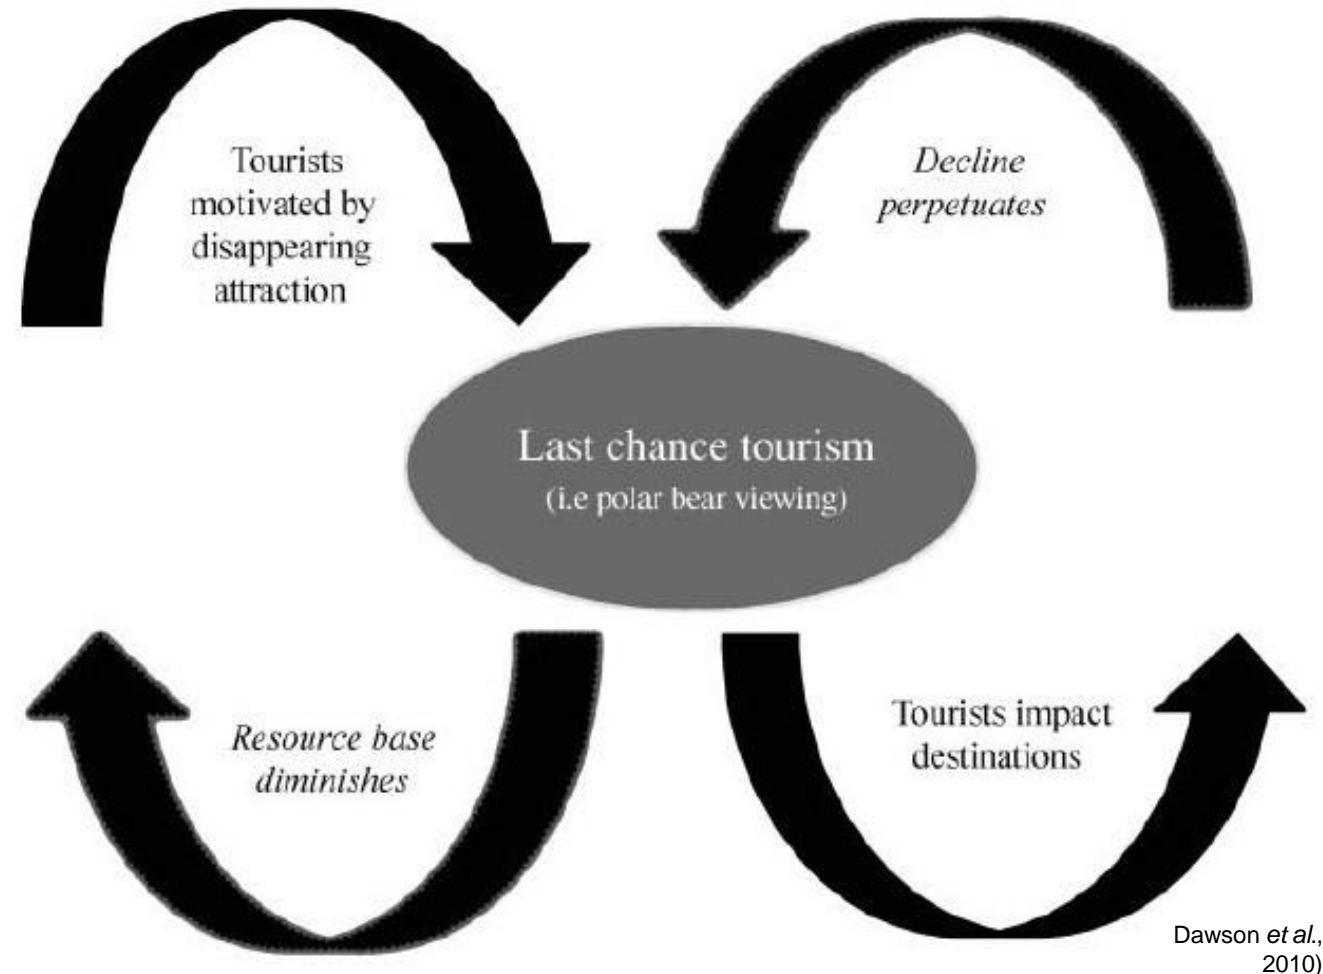 Tourists
motivated by
disappearing
attraction
Decline
perpetuates
Last chance tourism
(i.e polar bear viewing)
Resource base
diminishes
Tourists impact
destinations
Dawson et al.,
2010)